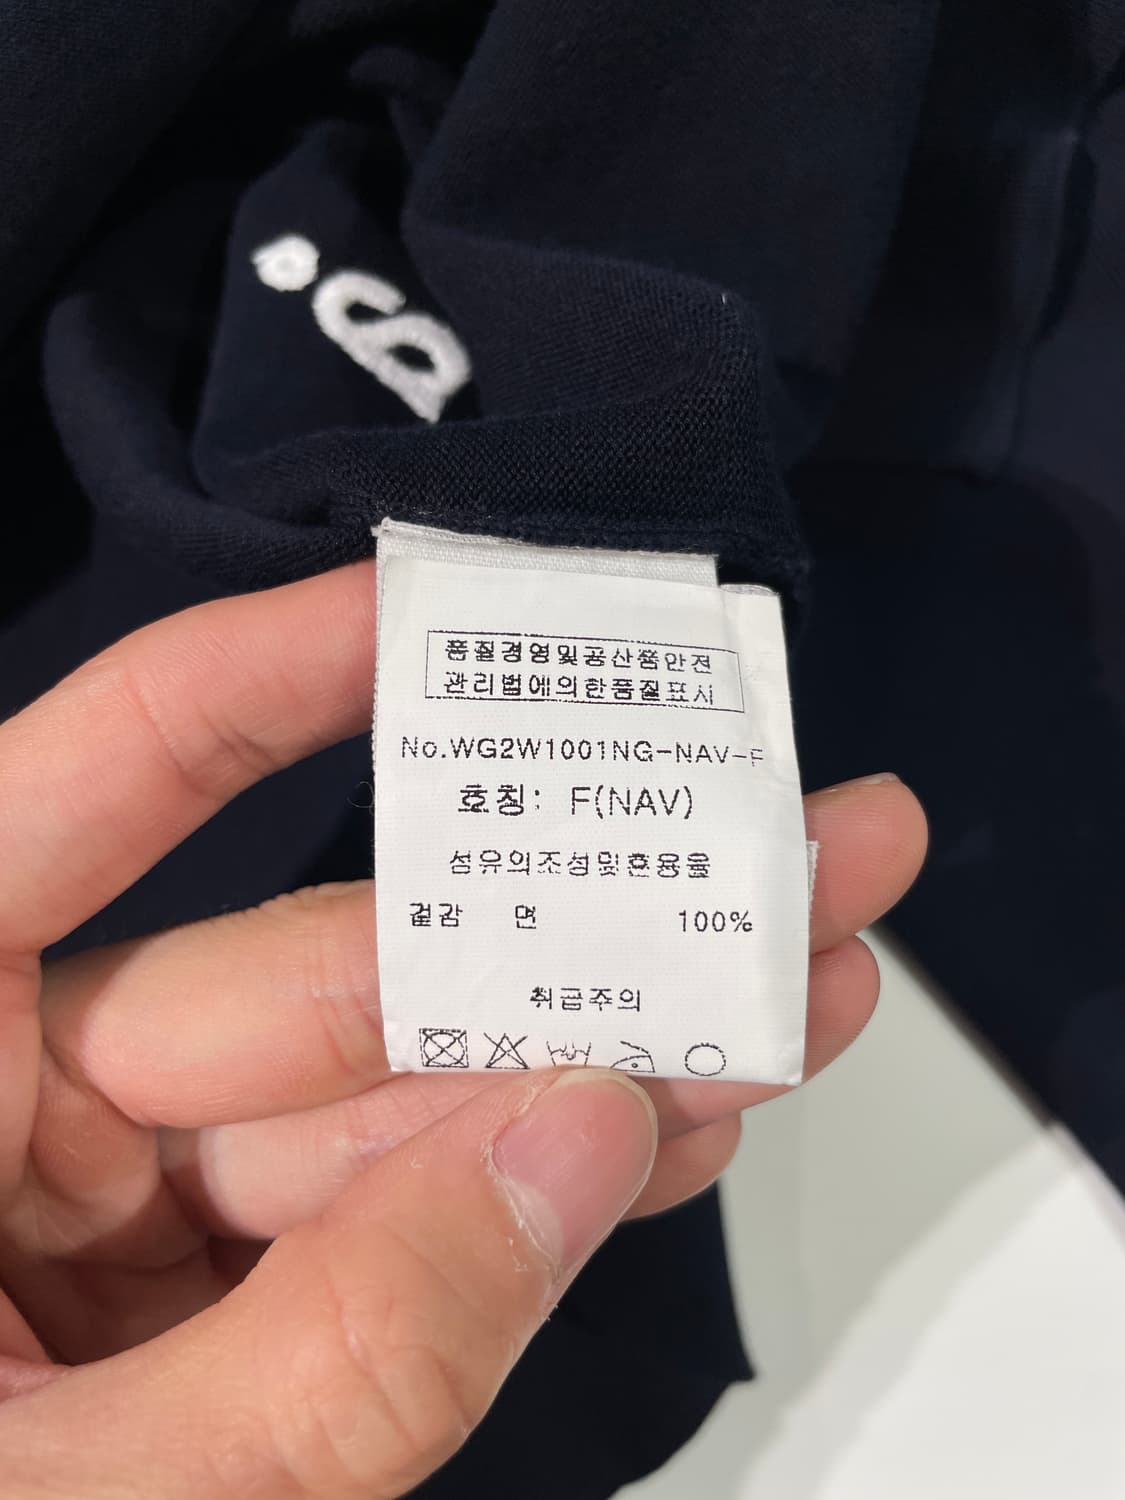 품질경영및공산품안전
관리법에의한품질표시
No.WG2W1001NG-NAV-F
호칭: F(NAV)
섬유의조성및혼용율
겉감 면 100%
취급주의